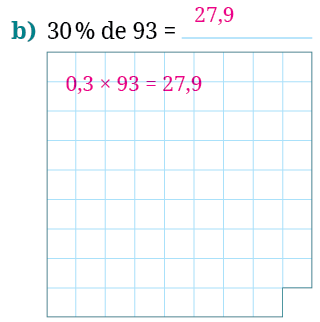 b) 30 % de 93 = 27,9
0,3 × 93 = 27,9